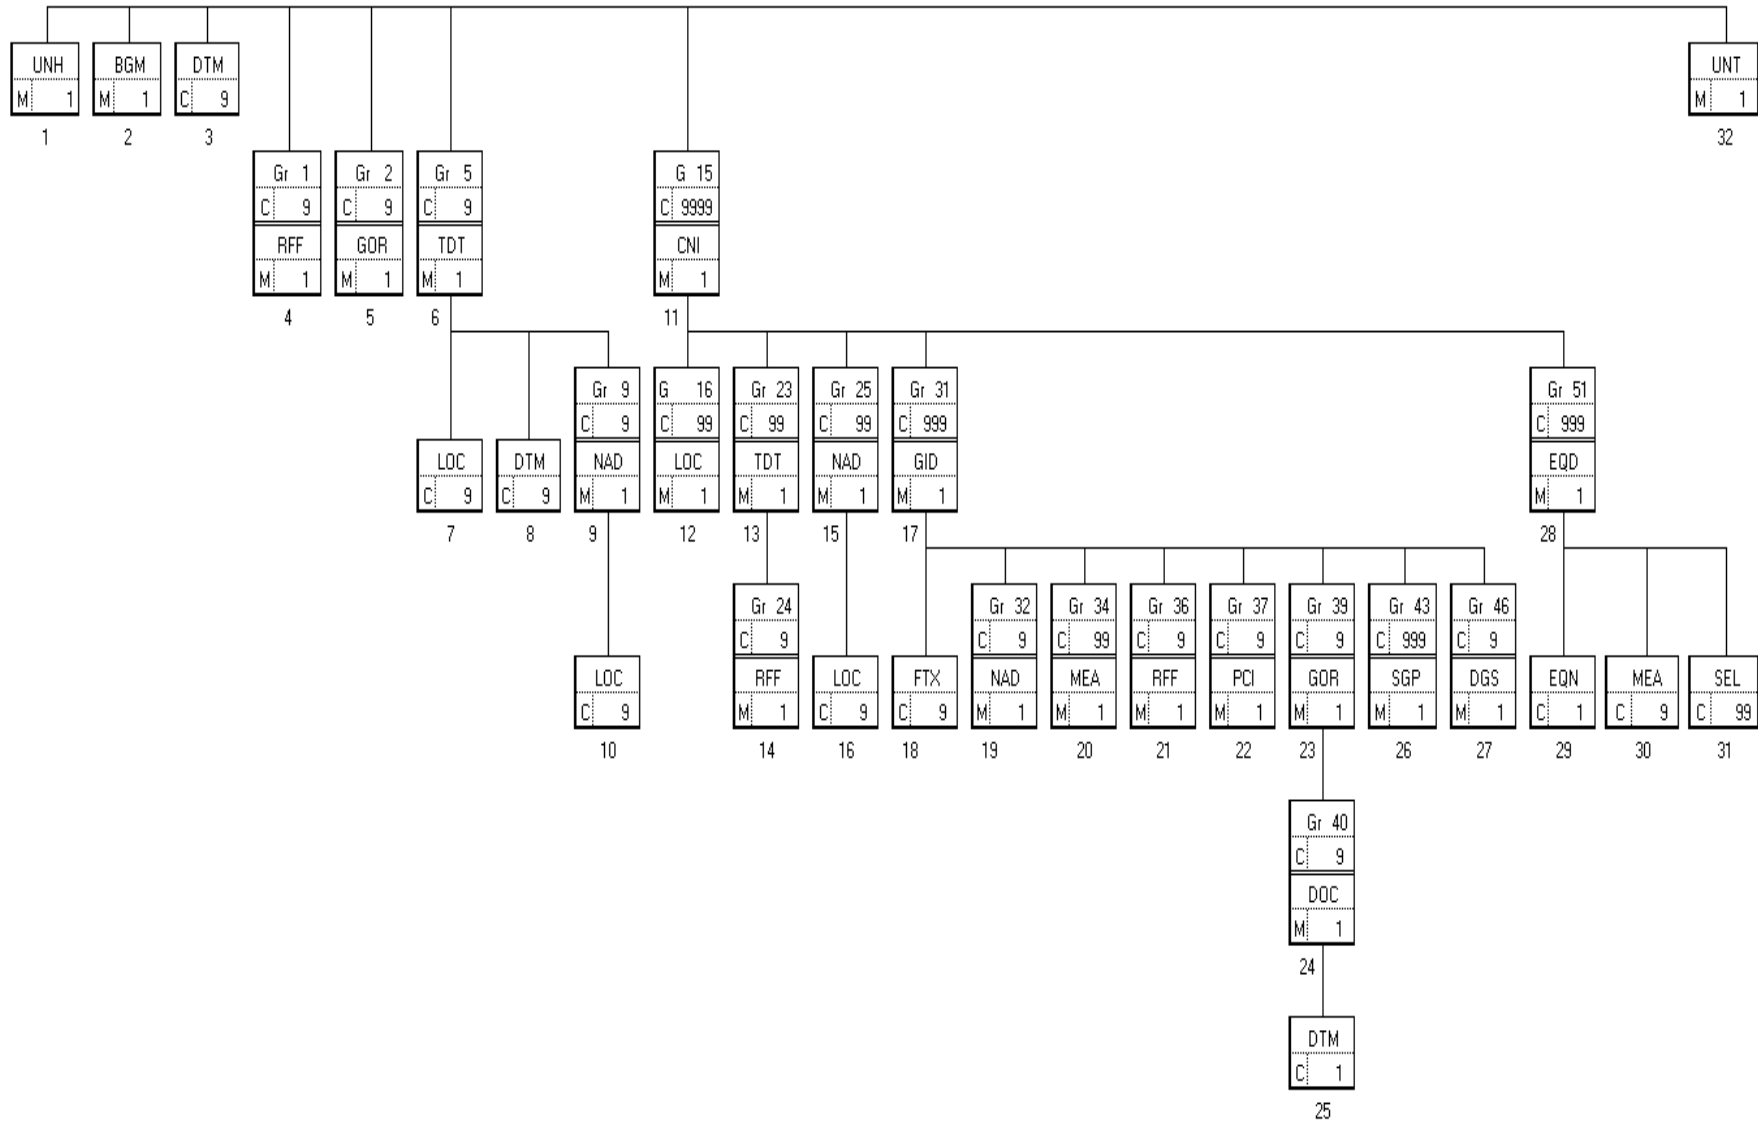 UNH
M 1
1
BGM
M 1
2
DTM
C 9
3
UNT
M 1
32
Gr 1
C 9
RFF
M 1
4
Gr 2
C 9
GOR
M 1
5
Gr 5
C 9
TDT
M 1
6
G 15
C 9999
CNI
M 1
11
LOC
C 9
7
DTM
C 9
8
Gr 9
C 9
NAD
M 1
9
G 16
C 99
LOC
M 1
12
Gr 23
C 99
TDT
M 1
13
Gr 25
C 99
NAD
M 1
15
Gr 31
C 999
GID
M 1
17
Gr 51
C 999
EQD
M 1
28
LOC
C 9
10
Gr 24
C 9
RFF
M 1
14
LOC
C 9
16
FTX
C 9
18
Gr 32
C 9
NAD
M 1
19
Gr 34
C 99
MEA
M 1
20
Gr 36
C 9
RFF
M 1
21
Gr 37
C 9
PCI
M 1
22
Gr 39
C 9
GOR
M 1
23
Gr 43
C 999
SGP
M 1
26
Gr 46
C 9
DGS
M 1
27
EQN
C 1
29
MEA
C 9
30
SEL
C 99
31
Gr 40
C 9
DOC
M 1
24
DTM
C 1
25